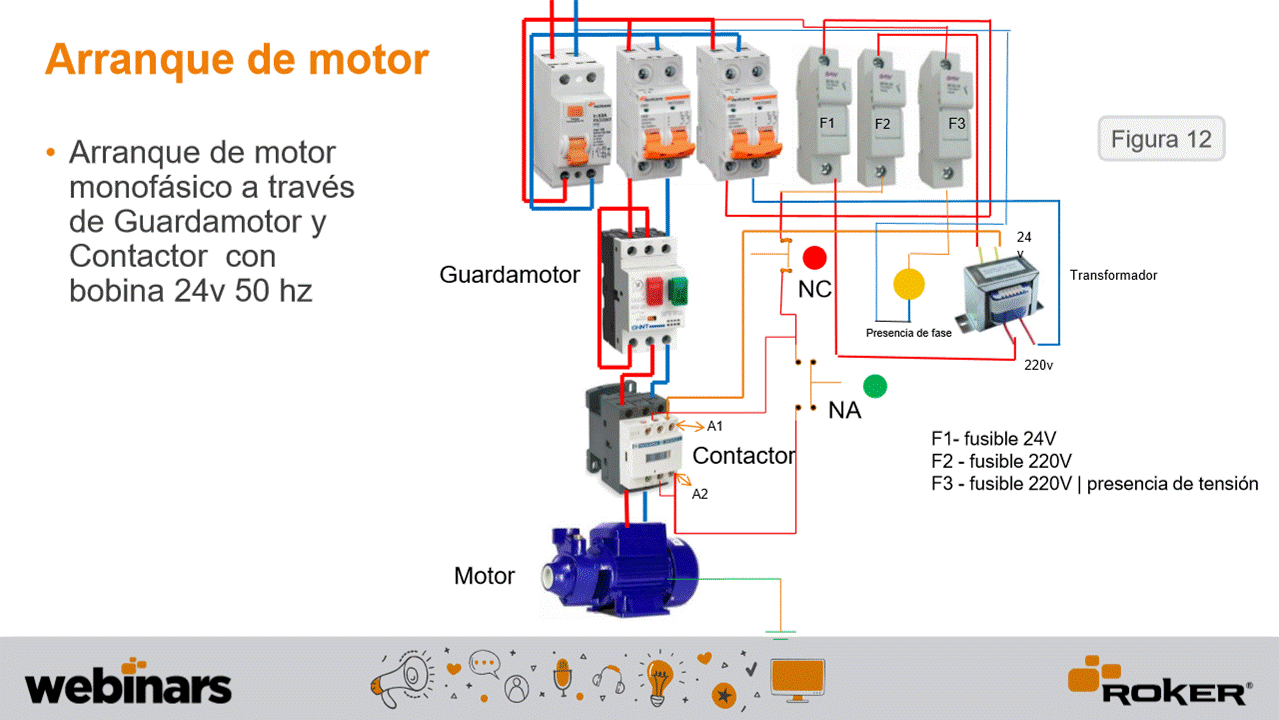 Arranque de motor
• Arranque de motor
monofásico a través
de Guardamotor y
Contactor con
bobina 24v 50 hz
F1
F2
F3
Figura 12
Guardamotor
NC
24
v
Transformador
Presencia de fase
220v
NA
A1
Contactor
A2
F1- fusible 24V
F2 - fusible 220V
F3 - fusible 220V | presencia de tensión
Motor
CHNT
webinars
ROKER®